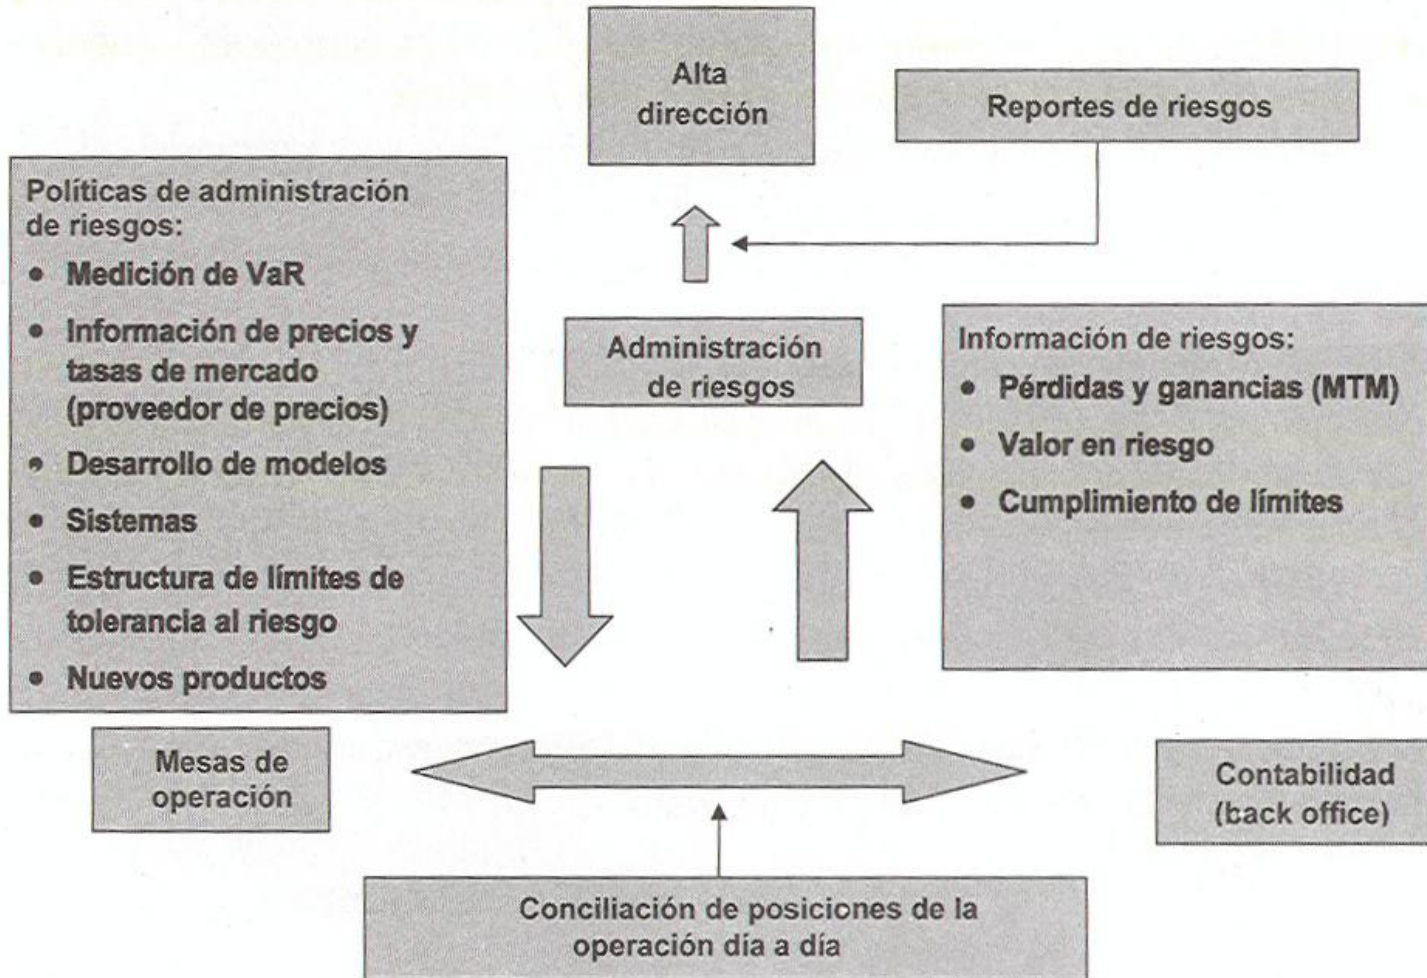 Alta
dirección
Reportes de riesgos
Políticas de administración
de riesgos:
• Medición de VaR
• Información de precios y
tasas de mercado
(proveedor de precios)
• Desarrollo de modelos
• Sistemas
• Estructura de límites de
tolerancia al riesgo
• Nuevos productos
Administración
de riesgos
Información de riesgos:
• Pérdidas y ganancias (MTM)
• Valor en riesgo
• Cumplimiento de límites
Mesas de
operación
Contabilidad
(back office)
Conciliación de posiciones de la
operación día a día